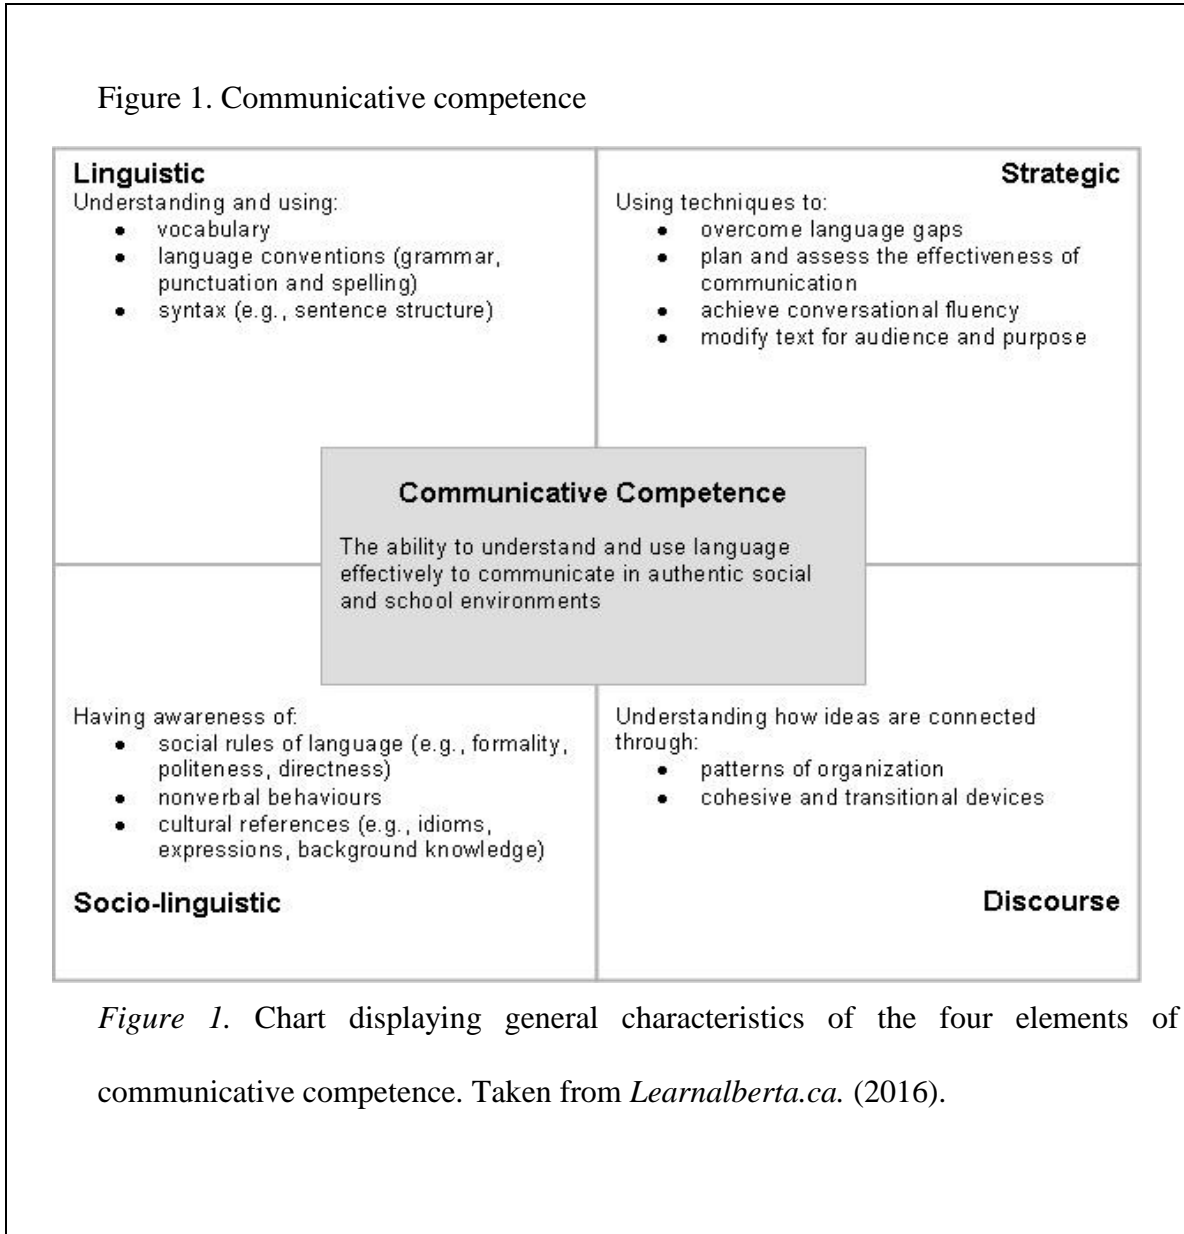 Figure 1. Communicative competence
Linguistic
Understanding and using:
• vocabulary
• language conventions (grammar,
punctuation and spelling)
• syntax (e.g., sentence structure)
Strategic
Using techniques to:
• overcome language gaps
• plan and assess the effectiveness of
communication
• achieve conversational fluency
• modify text for audience and purpose
Communicative Competence
The ability to understand and use language
effectively to communicate in authentic social
and school environments
Having awareness of:
• social rules of language (e.g., formality,
politeness, directness)
• nonverbal behaviours
• cultural references (e.g., idioms,
expressions, background knowledge)
Socio-linguistic
Understanding how ideas are connected
through:
• patterns of organization
• cohesive and transitional devices
Discourse
Figure 1. Chart displaying general characteristics of the four elements of
communicative competence. Taken from Learnalberta.ca. (2016).